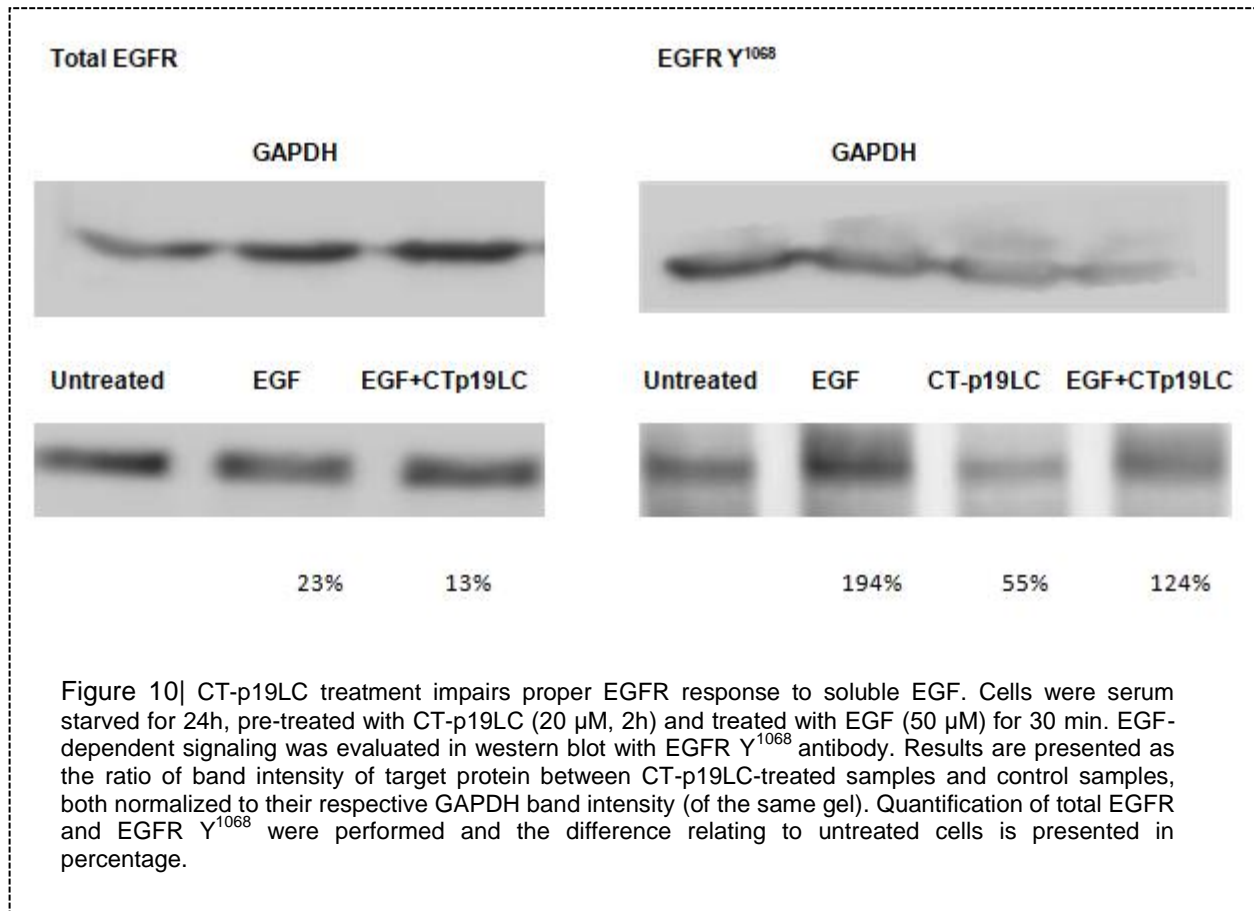 Total EGFR
EGFR Y1068
GAPDH
GAPDH
Untreated EGF EGF+CTp19LC
Untreated EGF CT-p19LC EGF+CTp19LC
23% 13%
194% 55% 124%
Figure 10| CT-p19LC treatment impairs proper EGFR response to soluble EGF. Cells were serum
starved for 24h, pre-treated with CT-p19LC (20 µM, 2h) and treated with EGF (50 µM) for 30 min. EGF-
dependent signaling was evaluated in western blot with EGFR Y1068 antibody. Results are presented as
the ratio of band intensity of target protein between CT-p19LC-treated samples and control samples,
both normalized to their respective GAPDH band intensity (of the same gel). Quantification of total EGFR
and EGFR Y1068 were performed and the difference relating to untreated cells is presented in
percentage.